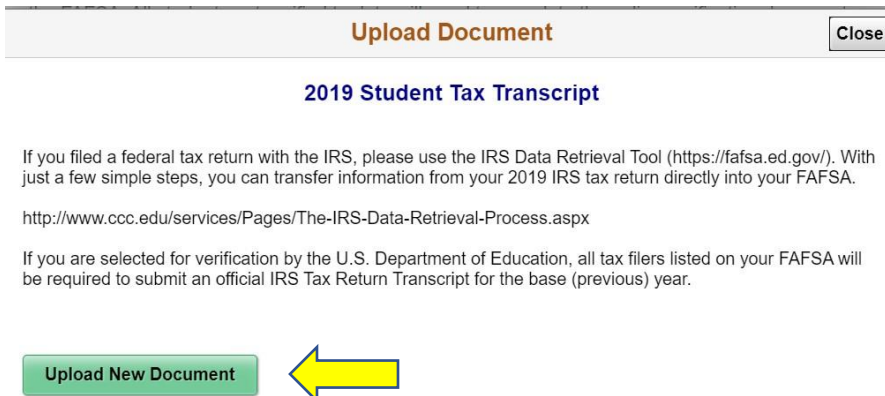 Upload Document
Close
2019 Student Tax Transcript
If you filed a federal tax return with the IRS, please use the IRS Data Retrieval Tool (https://fafsa.ed.gov/). With
just a few simple steps, you can transfer information from your 2019 IRS tax return directly into your FAFSA.
http://www.ccc.edu/services/Pages/The-IRS-Data-Retrieval-Process.aspx
If you are selected for verification by the U.S. Department of Education, all tax filers listed on your FAFSA will
be required to submit an official IRS Tax Return Transcript for the base (previous) year.
Upload New Document